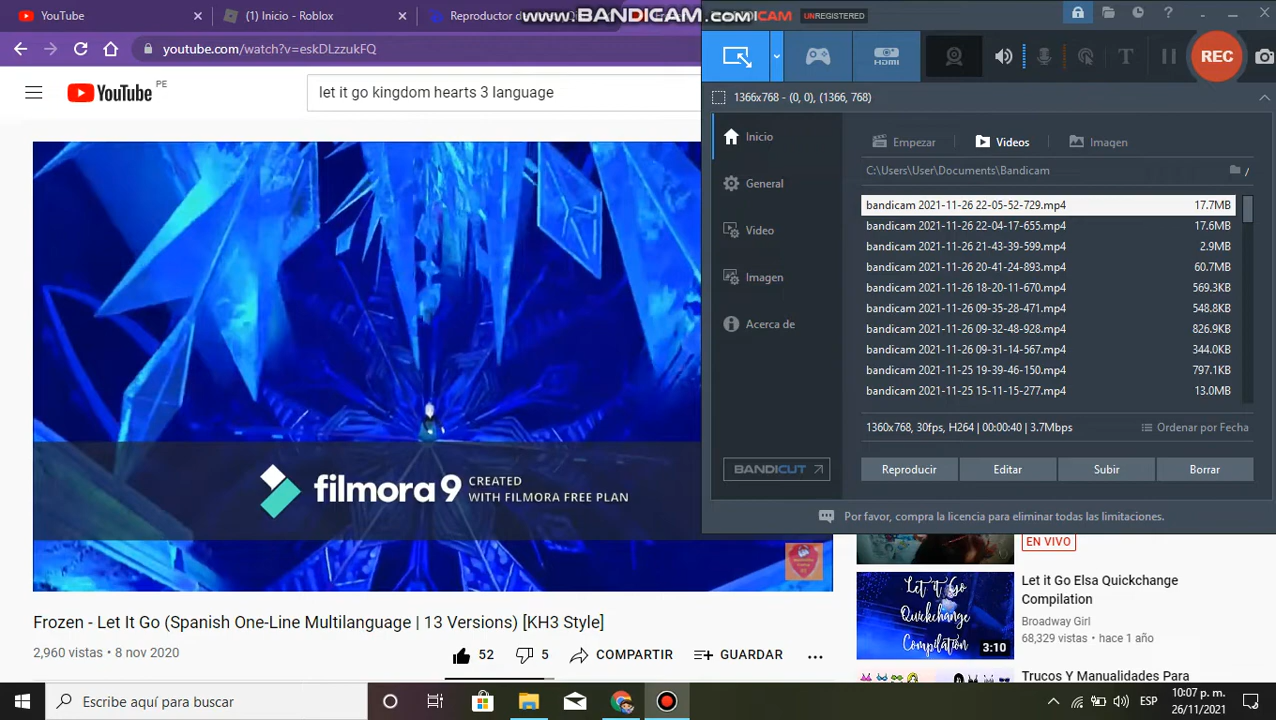 YouTube
(1) Inicio - Roblox
Reproductor d
www.BANDICAM.com
UNREGISTERED
youtube.com/watch?v=eskDLzzukFQ
HDMI
REC
YouTube PE
let it go kingdom hearts 3 language
1366x768 - (0, 0), (1366, 768)
Inicio
General
Video
Imagen
Acerca de
BANDICUT
Empezar
Videos
Imagen
C:\Users\User\Documents\Bandicam
bandicam 2021-11-26 22-05-52-729.mp4 17.7MB
bandicam 2021-11-26 22-04-17-655.mp4 17.6MB
bandicam 2021-11-26 21-43-39-599.mp4 2.9MB
bandicam 2021-11-26 20-41-24-893.mp4 60.7MB
bandicam 2021-11-26 18-20-11-670.mp4 569.3KB
bandicam 2021-11-26 09-35-28-471.mp4 548.8KB
bandicam 2021-11-26 09-32-48-928.mp4 826.9KB
bandicam 2021-11-26 09-31-14-567.mp4 344.0KB
bandicam 2021-11-25 19-39-46-150.mp4 797.1KB
bandicam 2021-11-25 15-11-15-277.mp4 13.0MB
1360x768, 30fps, H264 | 00:00:40 | 3.7Mbps
Ordenar por Fecha
Reproducir
Editar
Subir
Borrar
Por favor, compra la licencia para eliminar todas las limitaciones.
filmora 9 CREATED
WITH FILMORA FREE PLAN
EN VIVO
Let it Go
Quickchange
Compilation
3:10
Let it Go Elsa Quickchange
Compilation
Broadway Girl
68,329 vistas • hace 1 año
Trucos Y Manualidades Para
Frozen - Let It Go (Spanish One-Line Multilanguage | 13 Versions) [KH3 Style]
2,960 vistas • 8 nov 2020
52
5
COMPARTIR
GUARDAR
Escribe aquí para buscar
ESP
10:07 p. m.
26/11/2021